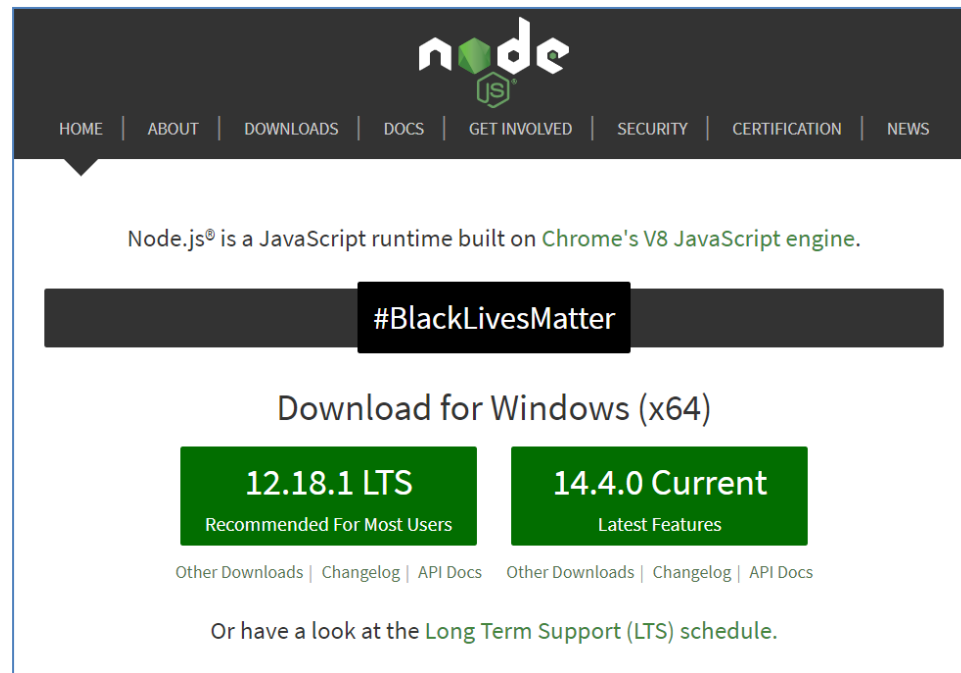 node
JS®
HOME | ABOUT | DOWNLOADS | DOCS | GET INVOLVED | SECURITY | CERTIFICATION | NEWS
Node.js® is a JavaScript runtime built on Chrome's V8 JavaScript engine.
#BlackLivesMatter
Download for Windows (x64)
12.18.1 LTS
Recommended For Most Users
14.4.0 Current
Latest Features
Other Downloads | Changelog | API Docs
Other Downloads | Changelog | API Docs
Or have a look at the Long Term Support (LTS) schedule.